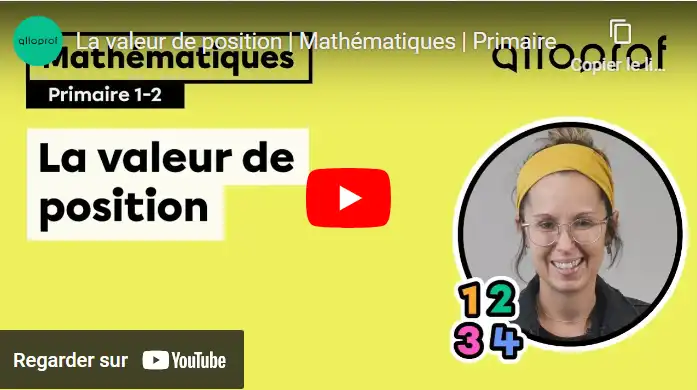 alloprof
La valeur de position | Mathématiques | Primaire
Copier le li...
Mathématiques
alloprof
Primaire 1-2
La valeur de
position
1 2
3 4
Regarder sur YouTube